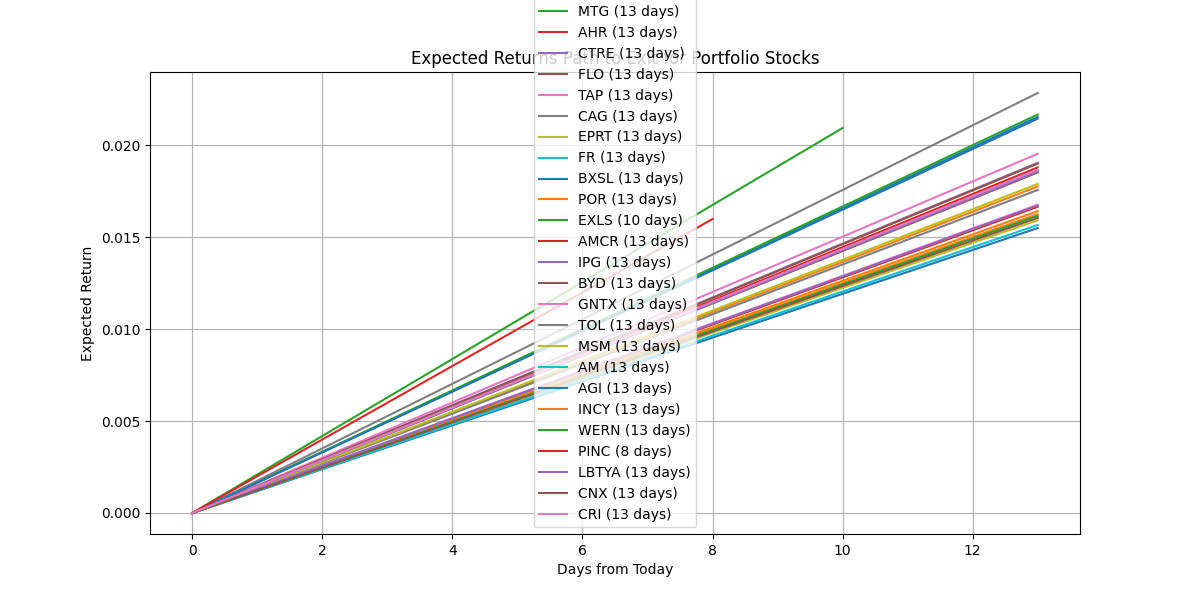 MTG (13 days)
AHR (13 days)
CTRE (13 days)
Expected Returns Path to Exit for Portfolio Stocks
FLO (13 days)
TAP (13 days)
CAG (13 days)
EPRT (13 days)
FR (13 days)
BXSL (13 days)
POR (13 days)
EXLS (10 days)
AMCR (13 days)
IPG (13 days)
BYD (13 days)
GNTX (13 days)
TOL (13 days)
MSM (13 days)
AM (13 days)
AGI (13 days)
INCY (13 days)
WERN (13 days)
PINC (8 days)
LBTYA (13 days)
CNX (13 days)
CRI (13 days)
Expected Return
0.020
0.015
0.010
0.005
0.000
0 2 4 6 8 10 12
Days from Today